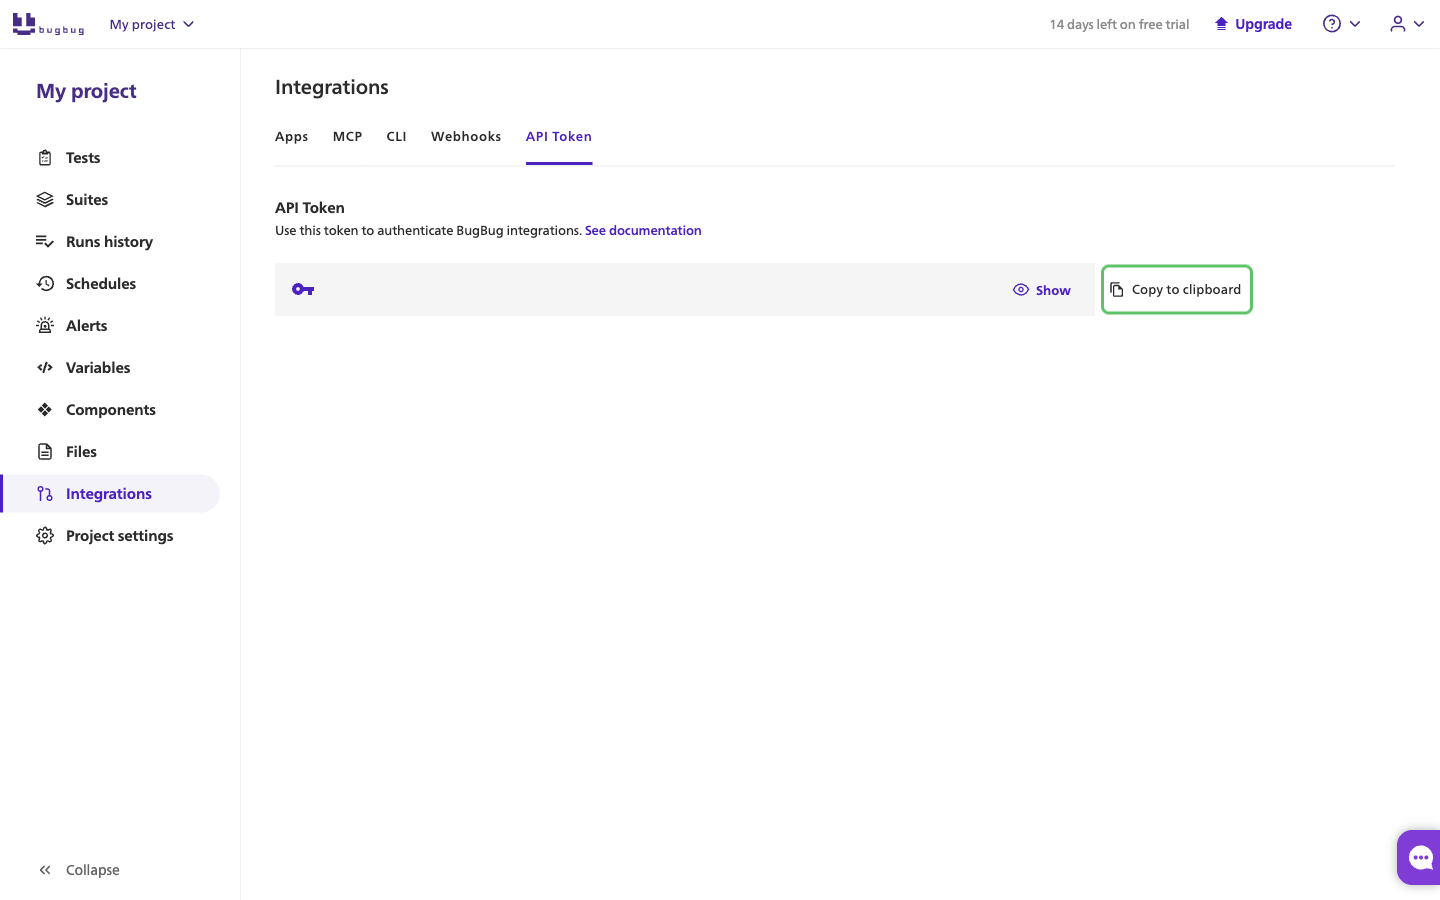 bugbug
My project
14 days left on free trial
Upgrade
My project
Tests
Suites
Runs history
Schedules
Alerts
Variables
Components
Files
Integrations
Project settings
Collapse
Integrations
Apps MCP CLI Webhooks API Token
API Token
Use this token to authenticate BugBug integrations. See documentation
Show
Copy to clipboard